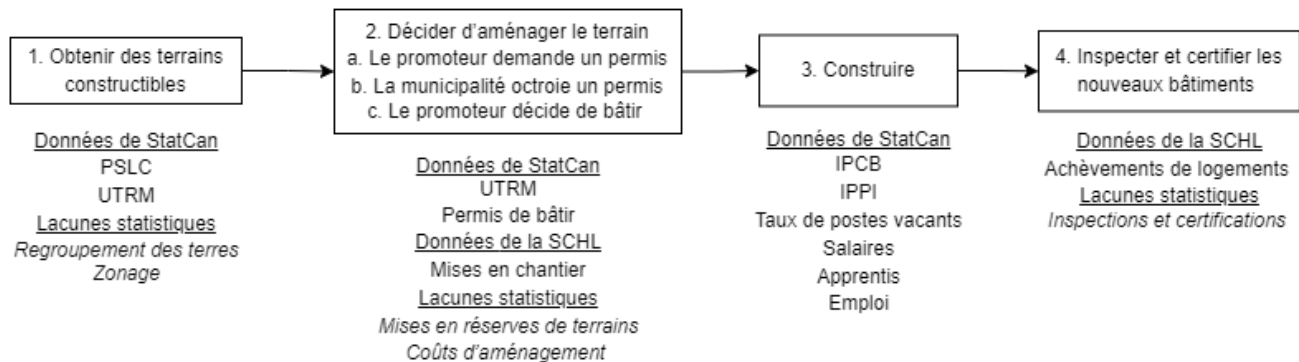 1. Obtenir des terrains
constructibles
Données de StatCan
PSLC
UTRM
Lacunes statistiques
Regroupement des terres
Zonage
2. Décider d'aménager le terrain
a. Le promoteur demande un permis
b. La municipalité octroie un permis
c. Le promoteur décide de bâtir
Données de StatCan
UTRM
Permis de bâtir
Données de la SCHL
Mises en chantier
Lacunes statistiques
Mises en réserves de terrains
Coûts d'aménagement
3. Construire
Données de StatCan
IPCB
IPPI
Taux de postes vacants
Salaires
Apprentis
Emploi
4. Inspecter et certifier les
nouveaux bâtiments
Données de la SCHL
Achèvements de logements
Lacunes statistiques
Inspections et certifications